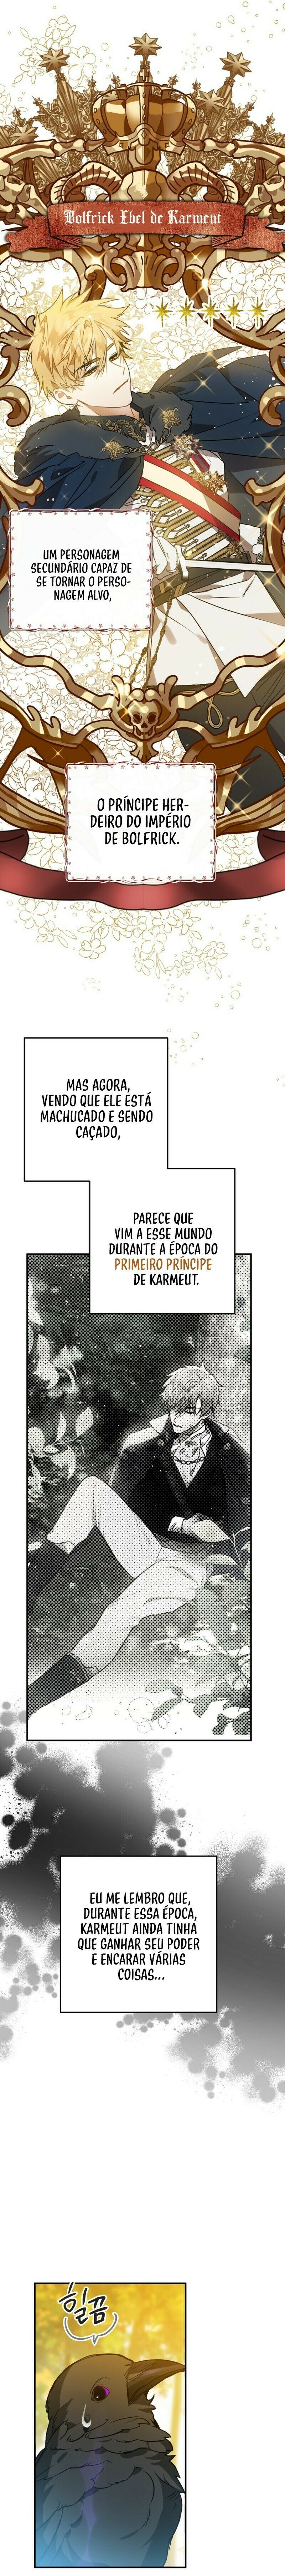 Bolfrick Ebel de Karmeut
UM PERSONAGEM
SECUNDÁRIO CAPAZ DE
SE TORNAR O PERSO-
NAGEM ALVO,
O PRÍNCIPE HER-
DEIRO DO IMPÉRIO
DE BOLFRICK.
MAS AGORA,
VENDO QUE ELE ESTÁ
MACHUCADO E SENDO
CAÇADO,
PARECE QUE
VIM A ESSE MUNDO
DURANTE A ÉPOCA DO
PRIMEIRO PRÍNCIPE
DE KARMEUT.
EU ME LEMBRO QUE,
DURANTE ESSA ÉPOCA,
KARMEUT AINDA TINHA
QUE GANHAR SEU PODER
E ENCARAR VÁRIAS
COISAS...
힐끔